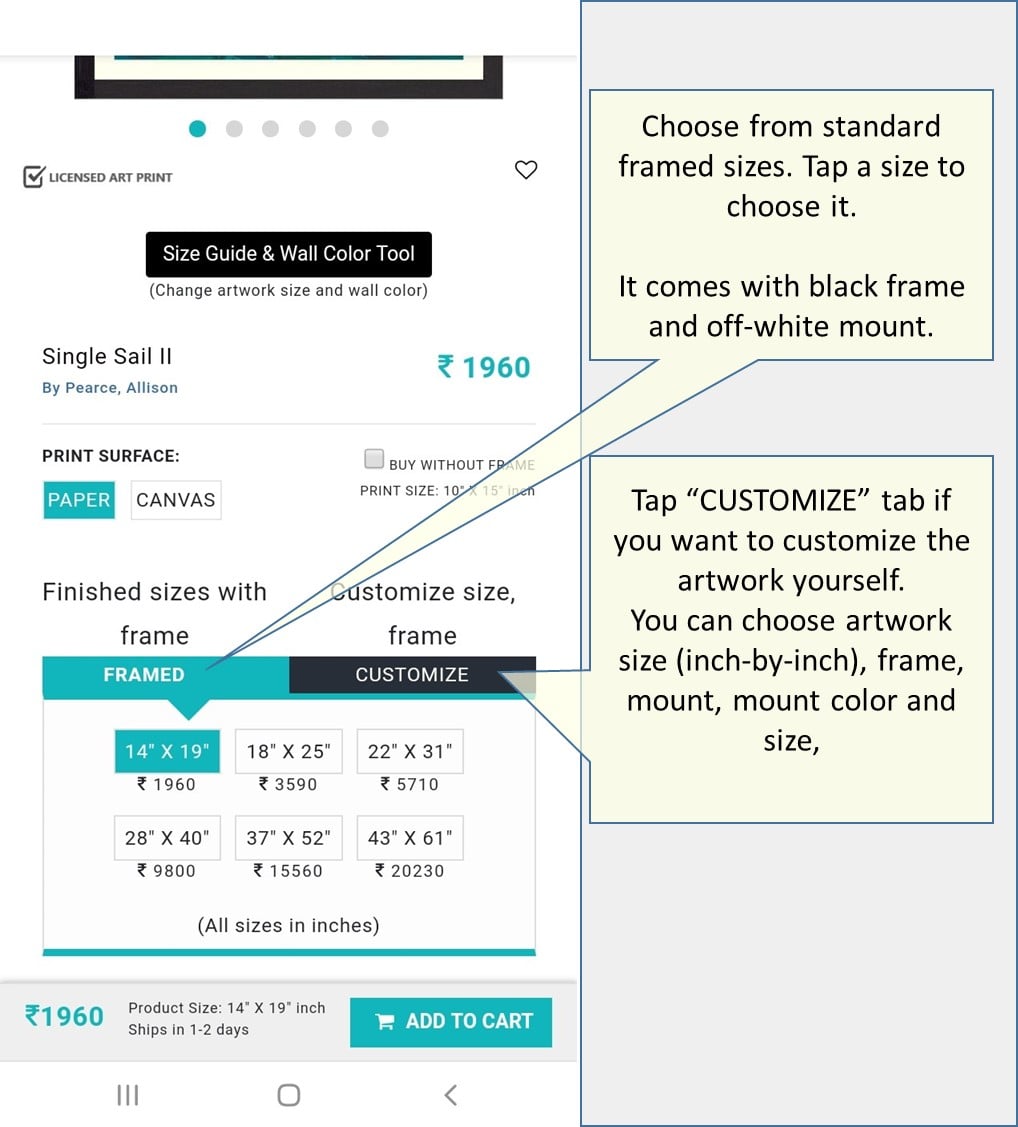 LICENSED ART PRINT
Size Guide & Wall Color Tool
(Change artwork size and wall color)
Single Sail II
₹ 1960
By Pearce, Allison
PRINT SURFACE:
BUY WITHOUT FRAME
PAPER CANVAS
PRINT SIZE: 10" X 15" inch
Finished sizes with
frame
Customize size,
frame
FRAMED
CUSTOMIZE
14" X 19" 18" X 25" 22" X 31"
₹ 1960 ₹ 3590 ₹ 5710
28" X 40" 37" X 52" 43" X 61"
₹ 9800 ₹ 15560 ₹ 20230
(All sizes in inches)
₹1960
Product Size: 14" X 19" inch
Ships in 1-2 days
ADD TO CART
Choose from standard
framed sizes. Tap a size to
choose it.
It comes with black frame
and off-white mount.
Tap “CUSTOMIZE” tab if
you want to customize the
artwork yourself.
You can choose artwork
size (inch-by-inch), frame,
mount, mount color and
size,